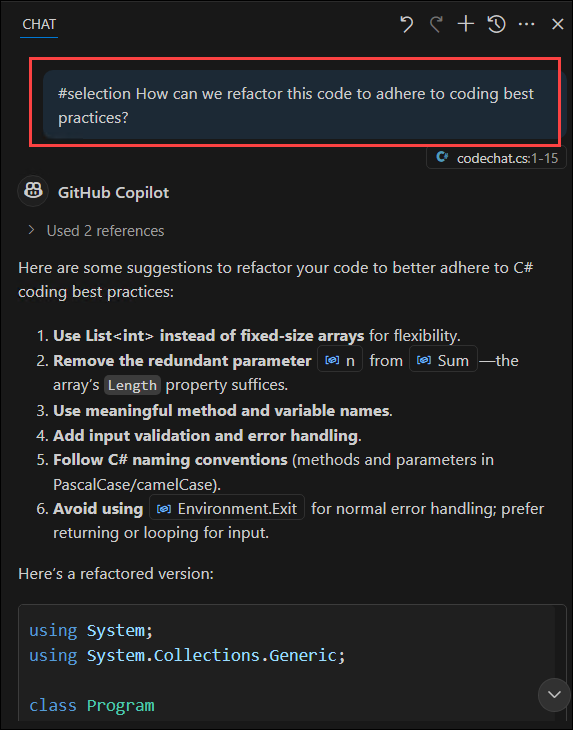 CHAT
#selection How can we refactor this code to adhere to coding best
practices?
codechat.cs:1-15
GitHub Copilot
Used 2 references
Here are some suggestions to refactor your code to better adhere to C#
coding best practices:
1. Use List<int> instead of fixed-size arrays for flexibility.
2. Remove the redundant parameter n from Sum—the
array’s Length property suffices.
3. Use meaningful method and variable names.
4. Add input validation and error handling.
5. Follow C# naming conventions (methods and parameters in
PascalCase/camelCase).
6. Avoid using Environment.Exit for normal error handling; prefer
returning or looping for input.
Here’s a refactored version:
using System;
using System.Collections.Generic;
class Program